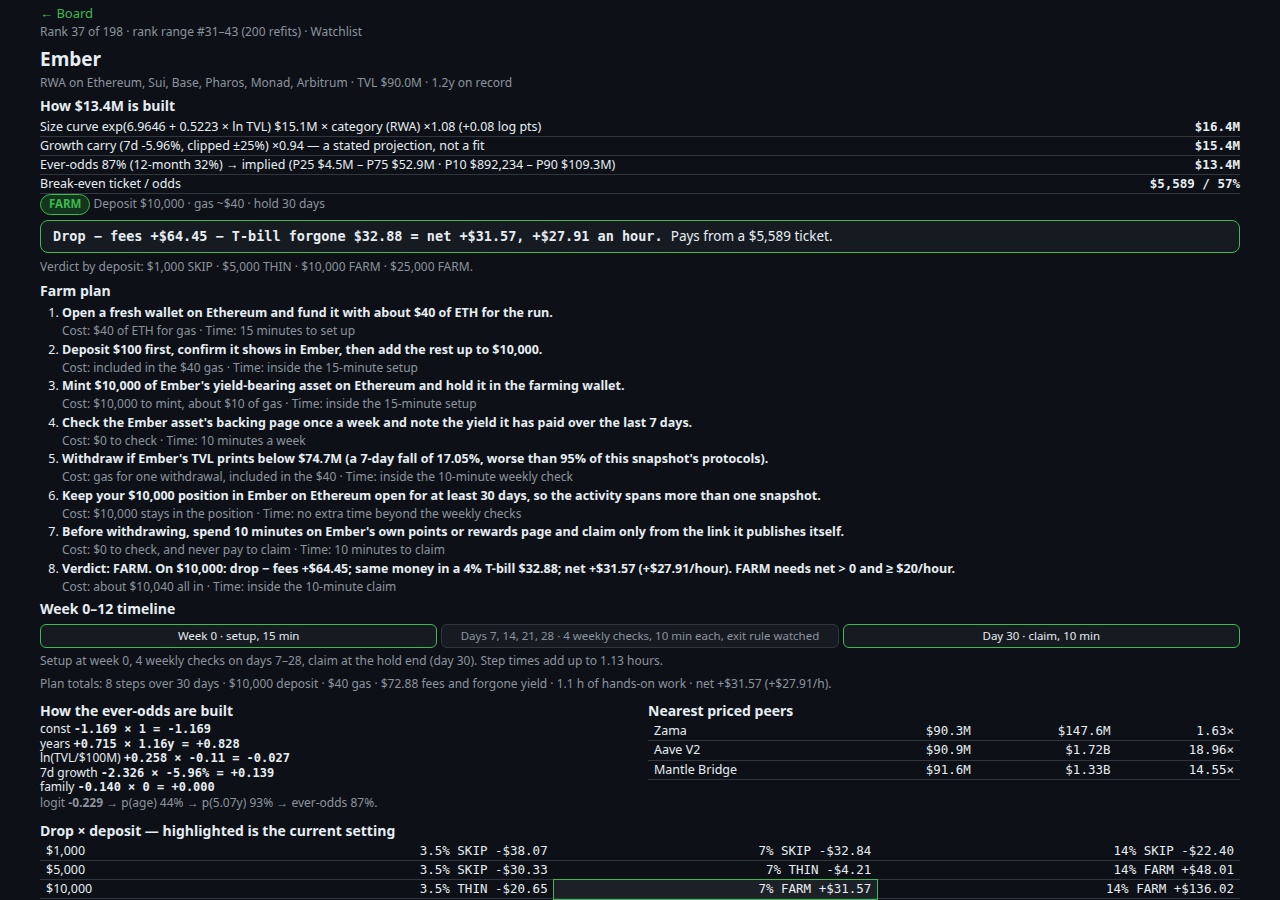 ← Board
Rank 37 of 198 · rank range #31–43 (200 refits) · Watchlist
Ember
RWA on Ethereum, Sui, Base, Pharos, Monad, Arbitrum · TVL $90.0M · 1.2y on record
How $13.4M is built
Size curve exp(6.9646 + 0.5223 × ln TVL) $15.1M × category (RWA) ×1.08 (+0.08 log pts) $16.4M
Growth carry (7d -5.96%, clipped ±25%) ×0.94 — a stated projection, not a fit $15.4M
Ever-odds 87% (12-month 32%) → implied (P25 $4.5M – P75 $52.9M · P10 $892,234 – P90 $109.3M) $13.4M
Break-even ticket / odds $5,589 / 57%
FARM Deposit $10,000 · gas ~$40 · hold 30 days
Drop − fees +$64.45 − T-bill forgone $32.88 = net +$31.57, +$27.91 an hour. Pays from a $5,589 ticket.
Verdict by deposit: $1,000 SKIP · $5,000 THIN · $10,000 FARM · $25,000 FARM.
Farm plan
1. Open a fresh wallet on Ethereum and fund it with about $40 of ETH for the run.
Cost: $40 of ETH for gas · Time: 15 minutes to set up
2. Deposit $100 first, confirm it shows in Ember, then add the rest up to $10,000.
Cost: included in the $40 gas · Time: inside the 15-minute setup
3. Mint $10,000 of Ember's yield-bearing asset on Ethereum and hold it in the farming wallet.
Cost: $10,000 to mint, about $10 of gas · Time: inside the 15-minute setup
4. Check the Ember asset's backing page once a week and note the yield it has paid over the last 7 days.
Cost: $0 to check · Time: 10 minutes a week
5. Withdraw if Ember's TVL prints below $74.7M (a 7-day fall of 17.05%, worse than 95% of this snapshot's protocols).
Cost: gas for one withdrawal, included in the $40 · Time: inside the 10-minute weekly check
6. Keep your $10,000 position in Ember on Ethereum open for at least 30 days, so the activity spans more than one snapshot.
Cost: $10,000 stays in the position · Time: no extra time beyond the weekly checks
7. Before withdrawing, spend 10 minutes on Ember's own points or rewards page and claim only from the link it publishes itself.
Cost: $0 to check, and never pay to claim · Time: 10 minutes to claim
8. Verdict: FARM. On $10,000: drop − fees +$64.45; same money in a 4% T-bill $32.88; net +$31.57 (+$27.91/hour). FARM needs net > 0 and ≥ $20/hour.
Cost: about $10,040 all in · Time: inside the 10-minute claim
Week 0–12 timeline
Week 0 · setup, 15 min Days 7, 14, 21, 28 · 4 weekly checks, 10 min each, exit rule watched Day 30 · claim, 10 min
Setup at week 0, 4 weekly checks on days 7–28, claim at the hold end (day 30). Step times add up to 1.13 hours.
Plan totals: 8 steps over 30 days · $10,000 deposit · $40 gas · $72.88 fees and forgone yield · 1.1 h of hands-on work · net +$31.57 (+$27.91/h).
How the ever-odds are built
const -1.169 × 1 = -1.169
years +0.715 × 1.16y = +0.828
ln(TVL/$100M) +0.258 × -0.11 = -0.027
7d growth -2.326 × -5.96% = +0.139
family -0.140 × 0 = +0.000
logit -0.229 → p(age) 44% → p(5.07y) 93% → ever-odds 87%.
Nearest priced peers
Zama $90.3M $147.6M 1.63×
Aave V2 $90.9M $1.72B 18.96×
Mantle Bridge $91.6M $1.33B 14.55×
Drop × deposit — highlighted is the current setting
$1,000 3.5% SKIP -$38.07 7% SKIP -$32.84 14% SKIP -$22.40
$5,000 3.5% SKIP -$30.33 7% THIN -$4.21 14% FARM +$48.01
$10,000 3.5% THIN -$20.65 7% FARM +$31.57 14% FARM +$136.02